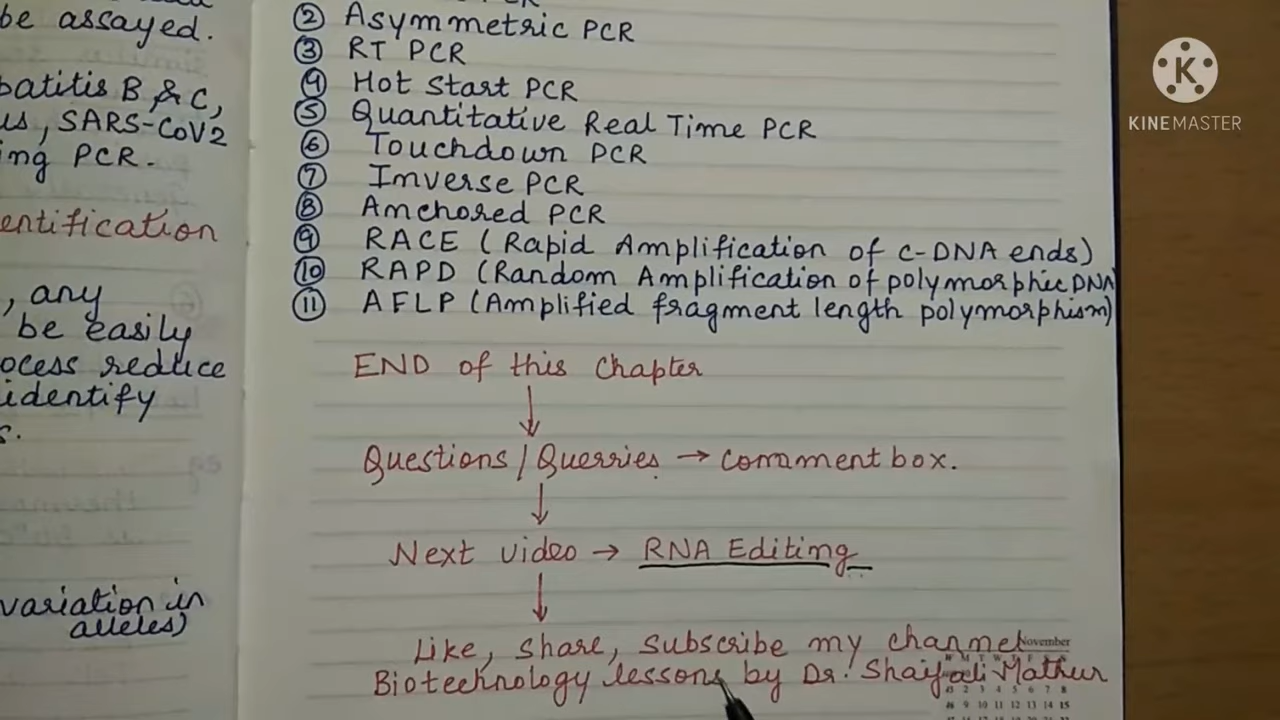 be assayed.
patitis B & C,
us, SARS-CoV2
ing PCR.
entification
, any
be easily
ocess reduce
identify
s.
variation in
alleles)
PCR
② Asymmetric PCR
③ RT PCR
④ Hot Start PCR
⑤ Quantitative Real Time PCR
⑥ Touchdown PCR
⑦ Inverse PCR
⑧ Anchored PCR
⑨ RACE (Rapid Amplification of c-DNA ends)
⑩ RAPD (Random Amplification of polymorphic DNA)
⑪ AFLP (Amplified fragment length polymorphism)
END of this Chapter
Questions/Querries → comment box.
Next video → RNA Editing
Like, share, subscribe my channel
Biotechnology lessons by Dr. Shaifali Mathur
November
K
KINEMASTER